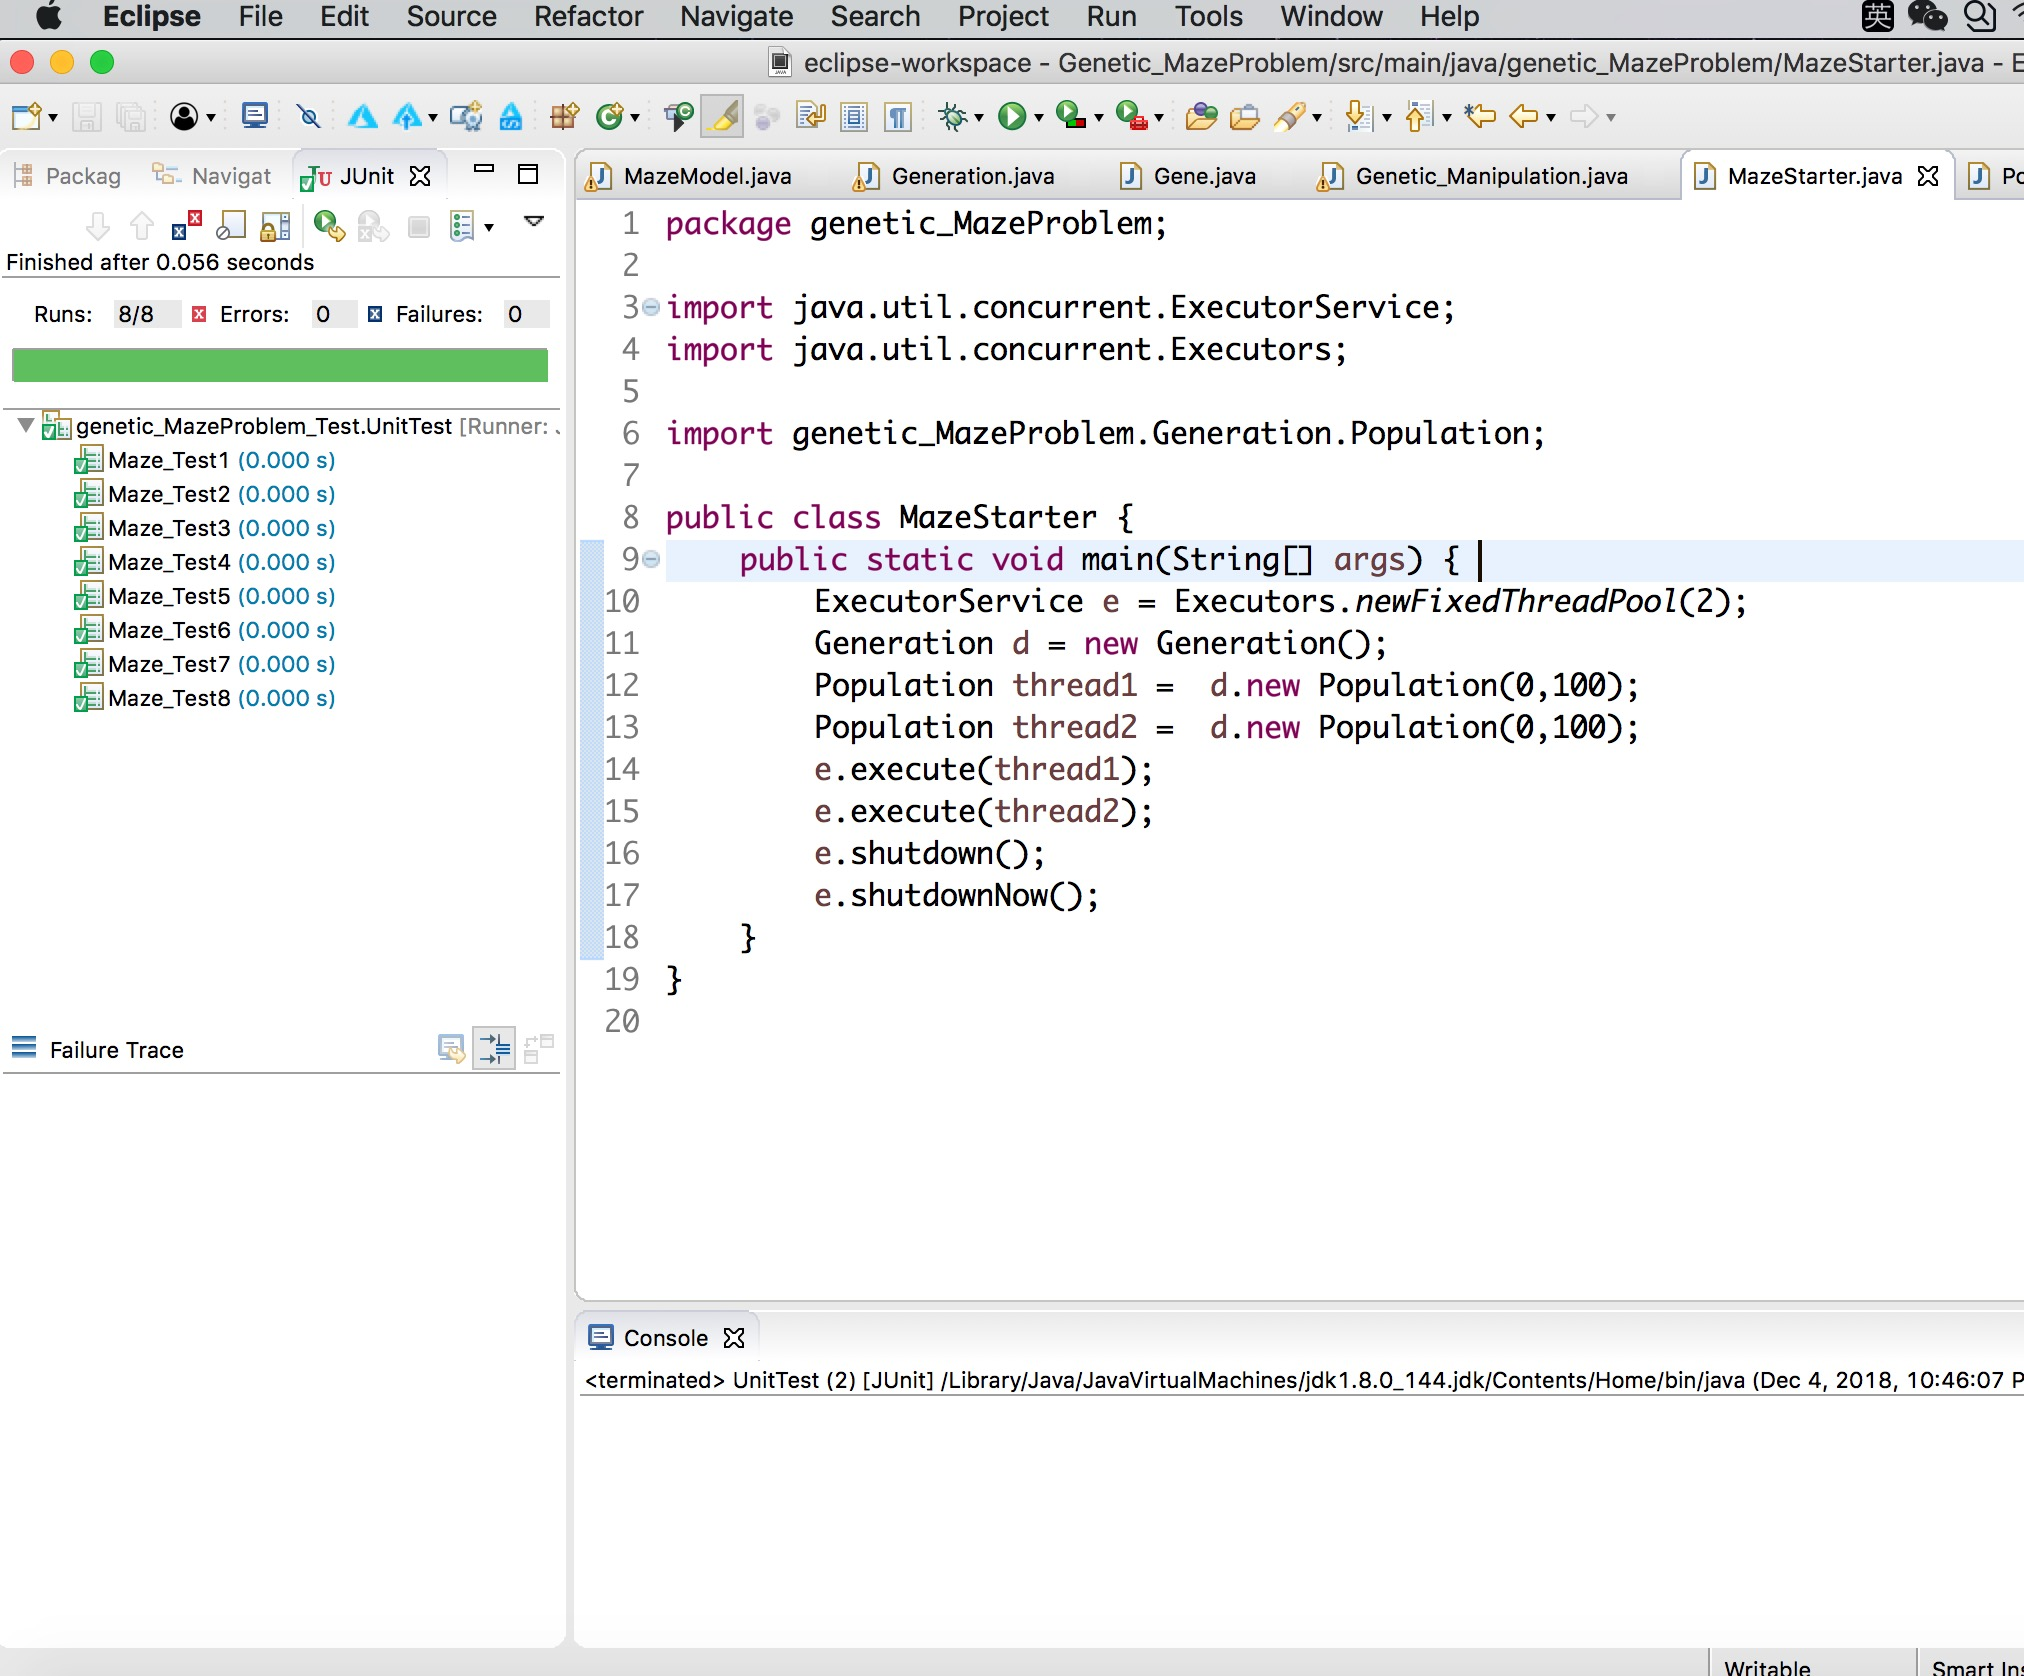 Eclipse File Edit Source Refactor Navigate Search Project Run Tools Window Help 英
eclipse-workspace - Genetic_MazeProblem/src/main/java/genetic_MazeProblem/MazeStarter.java - E
Packag Navigat JUnit
Finished after 0.056 seconds
Runs: 8/8 Errors: 0 Failures: 0
genetic_MazeProblem_Test.UnitTest [Runner:
Maze_Test1 (0.000 s)
Maze_Test2 (0.000 s)
Maze_Test3 (0.000 s)
Maze_Test4 (0.000 s)
Maze_Test5 (0.000 s)
Maze_Test6 (0.000 s)
Maze_Test7 (0.000 s)
Maze_Test8 (0.000 s)
Failure Trace
MazeModel.java Generation.java Gene.java Genetic_Manipulation.java MazeStarter.java Po
1 package genetic_MazeProblem;
2
3 import java.util.concurrent.ExecutorService;
4 import java.util.concurrent.Executors;
5
6 import genetic_MazeProblem.Generation.Population;
7
8 public class MazeStarter {
9 public static void main(String[] args) {
10 ExecutorService e = Executors.newFixedThreadPool(2);
11 Generation d = new Generation();
12 Population thread1 =  d.new Population(0,100);
13 Population thread2 =  d.new Population(0,100);
14 e.execute(thread1);
15 e.execute(thread2);
16 e.shutdown();
17 e.shutdownNow();
18 }
19 }
20
Console
<terminated> UnitTest (2) [JUnit] /Library/Java/JavaVirtualMachines/jdk1.8.0_144.jdk/Contents/Home/bin/java (Dec 4, 2018, 10:46:07 P
Writable Smart Ins